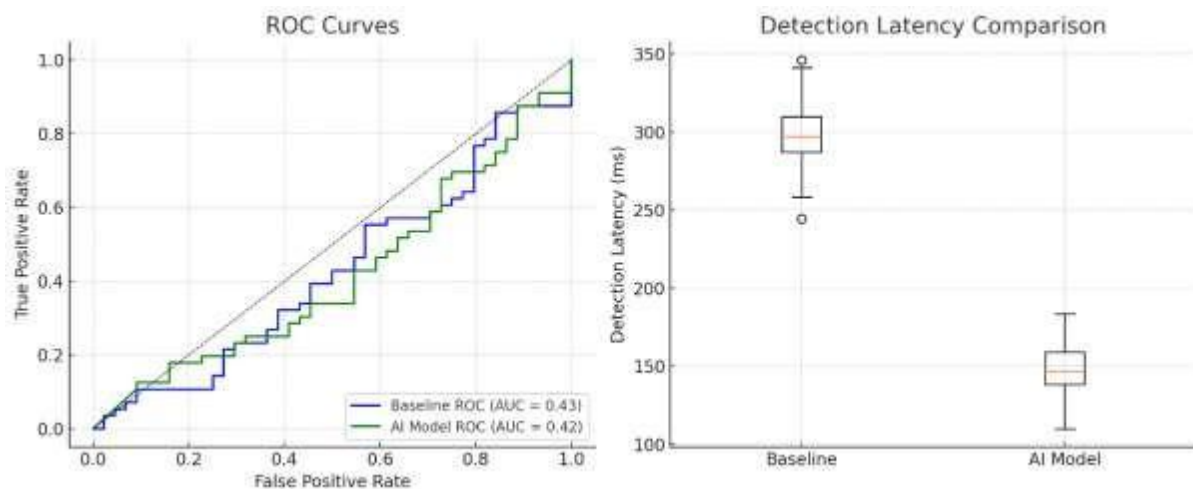 ROC Curves
True Positive Rate
1.0
0.8
0.6
0.4
0.2
0.0
0.0 0.2 0.4 0.6 0.8 1.0
False Positive Rate
Baseline ROC (AUC = 0.43)
AI Model ROC (AUC = 0.42)
Detection Latency Comparison
Detection Latency (ms)
350
300
250
200
150
100
Baseline AI Model